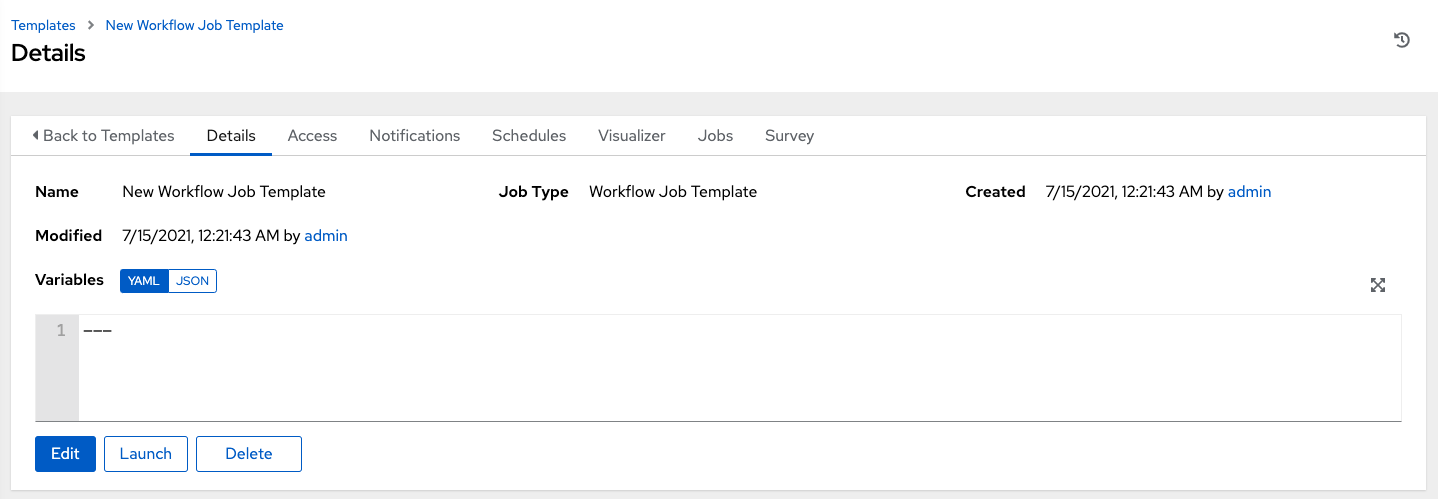 Templates > New Workflow Job Template
Details
Back to Templates Details Access Notifications Schedules Visualizer Jobs Survey
Name New Workflow Job Template Job Type Workflow Job Template Created 7/15/2021, 12:21:43 AM by admin
Modified 7/15/2021, 12:21:43 AM by admin
Variables YAML JSON
1 ---
Edit Launch Delete